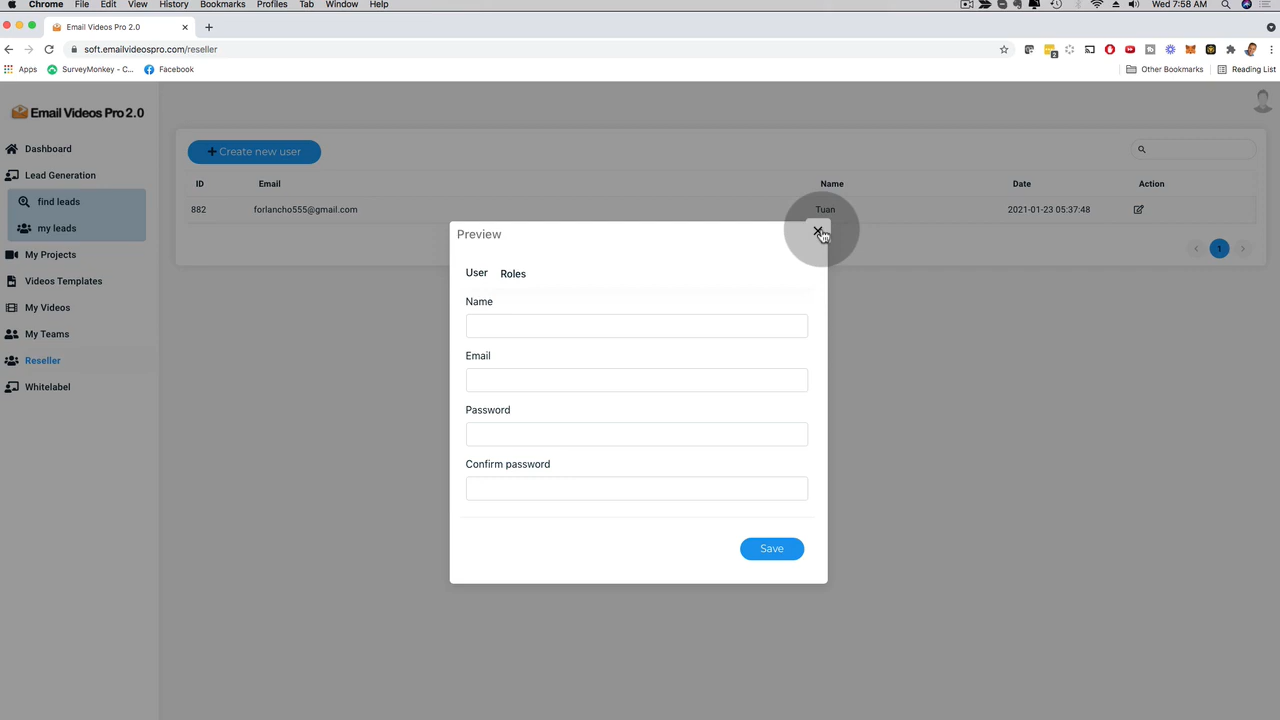 Chrome File Edit View History Bookmarks Profiles Tab Window Help Wed 7:58 AM
Email Videos Pro 2.0
soft.emailvideospro.com/reseller 2
Apps SurveyMonkey - C... Facebook Other Bookmarks Reading List
Email Videos Pro 2.0
Dashboard
Lead Generation
find leads
my leads
My Projects
Videos Templates
My Videos
My Teams
Reseller
Whitelabel
Create new user
ID Email Name Date Action
882 forlancho555@gmail.com Tuan 2021-01-23 05:37:48
1
Preview
User Roles
Name
Email
Password
Confirm password
Save